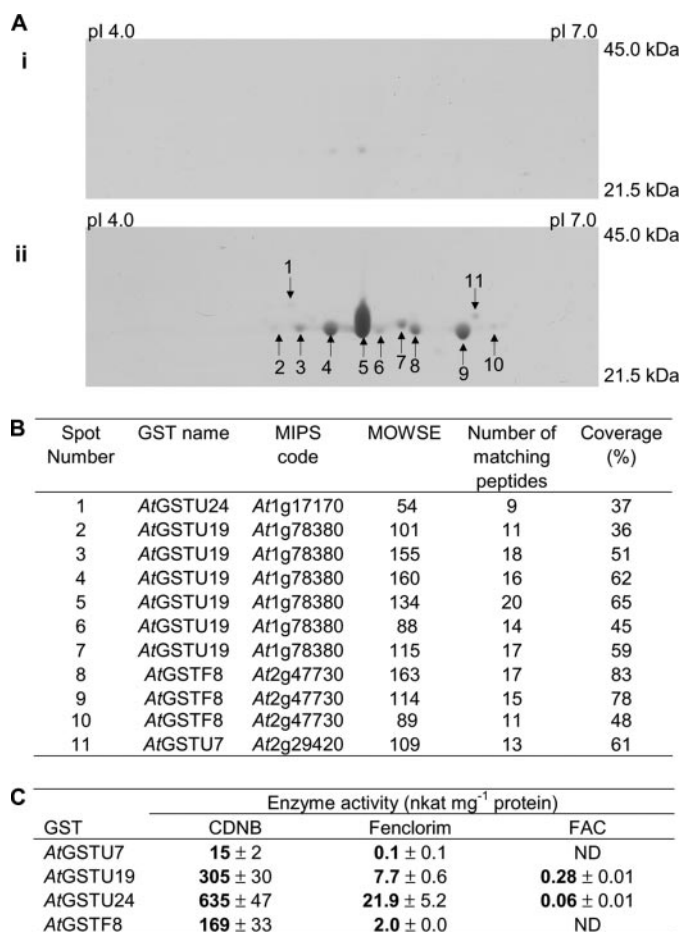 A
pI 4.0 pI 7.0
i
45.0 kDa
21.5 kDa
pI 4.0 pI 7.0
ii
45.0 kDa
1 11
2 3 4 5 6 7 8 9 10
21.5 kDa
B Spot Number GST name MIPS code MOWSE Number of matching peptides Coverage (%)
1 AtGSTU24 At1g17170 54 9 37
2 AtGSTU19 At1g78380 101 11 36
3 AtGSTU19 At1g78380 155 18 51
4 AtGSTU19 At1g78380 160 16 62
5 AtGSTU19 At1g78380 134 20 65
6 AtGSTU19 At1g78380 88 14 45
7 AtGSTU19 At1g78380 115 17 59
8 AtGSTF8 At2g47730 163 17 83
9 AtGSTF8 At2g47730 114 15 78
10 AtGSTF8 At2g47730 89 11 48
11 AtGSTU7 At2g29420 109 13 61
C Enzyme activity (nkat mg⁻¹ protein)
GST CDNB Fenclorim FAC
AtGSTU7 15 ± 2 0.1 ± 0.1 ND
AtGSTU19 305 ± 30 7.7 ± 0.6 0.28 ± 0.01
AtGSTU24 635 ± 47 21.9 ± 5.2 0.06 ± 0.01
AtGSTF8 169 ± 33 2.0 ± 0.0 ND